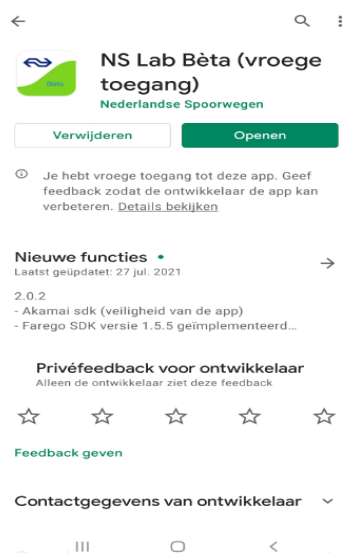 NS Lab Bèta (vroege
toegang)
Bèta
Nederlandse Spoorwegen
Verwijderen
Openen
Je hebt vroege toegang tot deze app. Geef
feedback zodat de ontwikkelaar de app kan
verbeteren. Details bekijken
Nieuwe functies
Laatst geüpdatet: 27 jul. 2021
2.0.2
- Akamai sdk (veiligheid van de app)
- Farego SDK versie 1.5.5 geïmplementeerd...
Privéfeedback voor ontwikkelaar
Alleen de ontwikkelaar ziet deze feedback
Feedback geven
Contactgegevens van ontwikkelaar